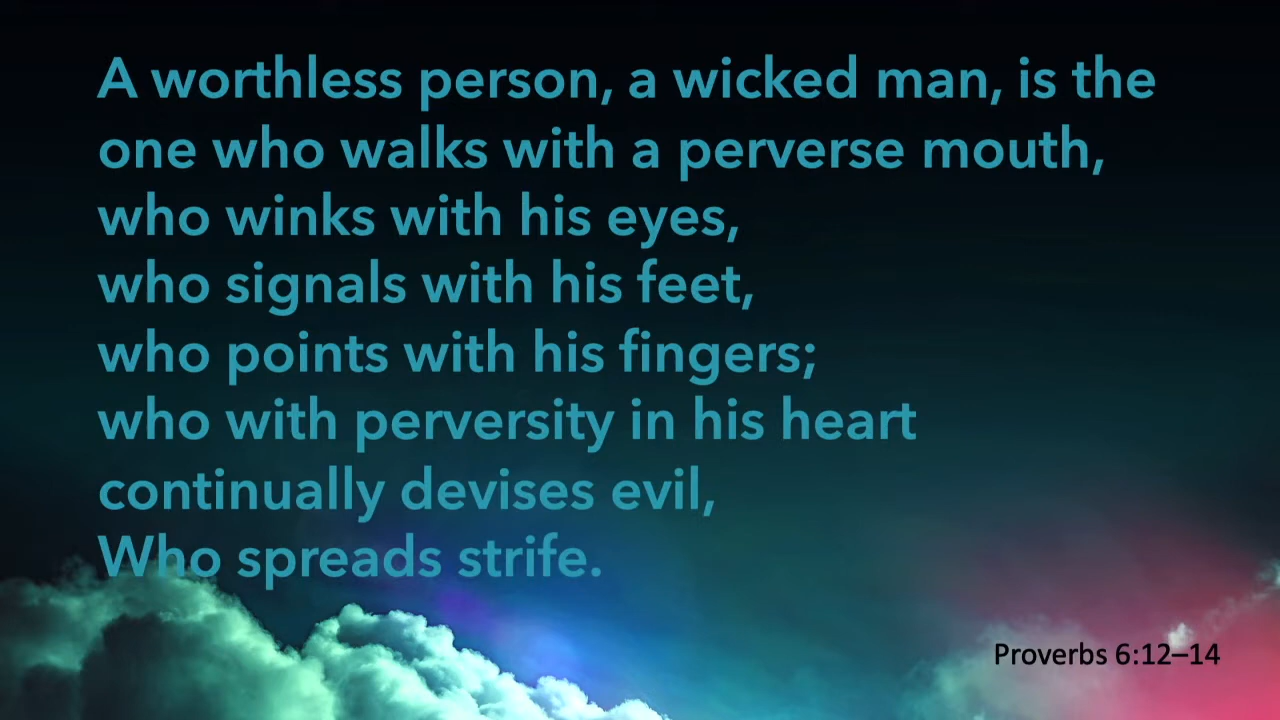 A worthless person, a wicked man, is the
one who walks with a perverse mouth,
who winks with his eyes,
who signals with his feet,
who points with his fingers;
who with perversity in his heart
continually devises evil,
Who spreads strife.
Proverbs 6:12–14